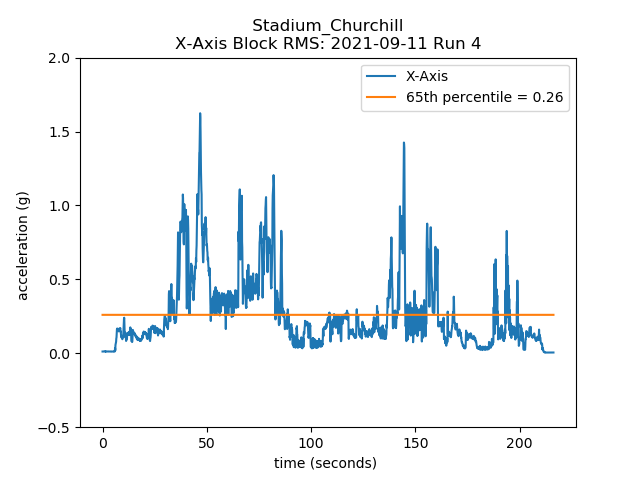 Stadium_Churchill
X-Axis Block RMS: 2021-09-11 Run 4
X-Axis
65th percentile = 0.26
2.0
1.5
1.0
0.5
0.0
−0.5
acceleration (g)
0 50 100 150 200
time (seconds)